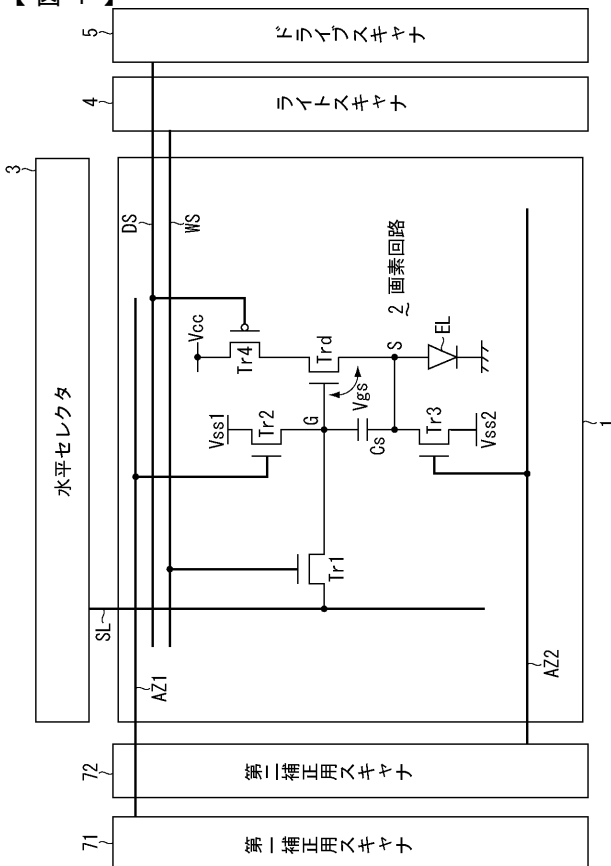 【図 1】
5
ドライブスキャナ
4
ライトスキャナ
3
水平セレクタ
DS
WS
Vcc
Tr4
Trd
2 画素回路
EL
S
Vgs
G
Vss1
Tr2
Cs
Tr3
Vss2
Tr1
SL
AZ1
AZ2
1
72
第二補正用スキャナ
71
第一補正用スキャナ